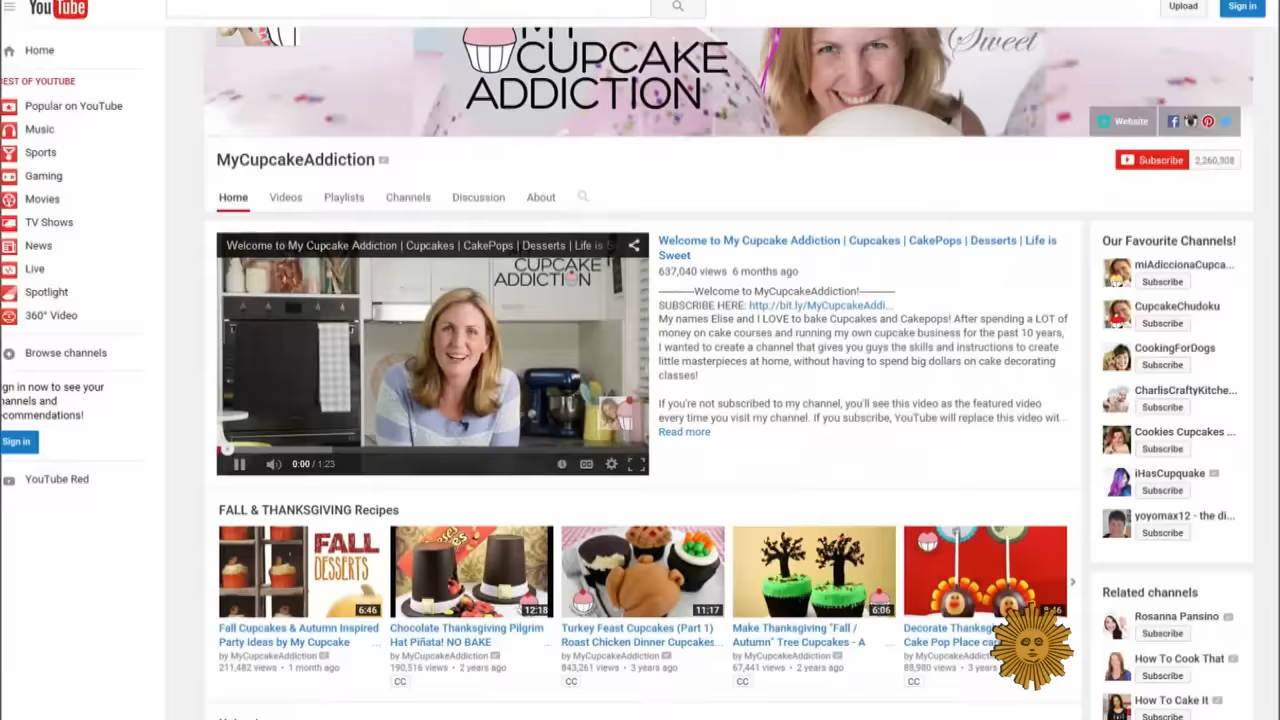 YouTube
Upload
Sign in
MY
CUPCAKE
ADDICTION
Sweet
Website
Home
BEST OF YOUTUBE
Popular on YouTube
Music
Sports
Gaming
Movies
TV Shows
News
Live
Spotlight
360° Video
Browse channels
gn in now to see your
hannels and
ecommendations!
Sign in
YouTube Red
MyCupcakeAddiction
Subscribe 2,260,308
Home Videos Playlists Channels Discussion About
Welcome to My Cupcake Addiction | Cupcakes | CakePops | Desserts | Life is S
CUPCAKE
ADDICTION
0:00 / 1:23
Welcome to My Cupcake Addiction | Cupcakes | CakePops | Desserts | Life is
Sweet
637,040 views 6 months ago
———Welcome to MyCupcakeAddiction!———
SUBSCRIBE HERE: http://bit.ly/MyCupcakeAddi...
My names Elise and I LOVE to bake Cupcakes and Cakepops! After spending a LOT of
money on cake courses and running my own cupcake business for the past 10 years,
I wanted to create a channel that gives you guys the skills and instructions to create
little masterpieces at home, without having to spend big dollars on cake decorating
classes!
If you're not subscribed to my channel, you'll see this video as the featured video
every time you visit my channel. If you subscribe, YouTube will replace this video wit...
Read more
FALL & THANKSGIVING Recipes
FALL
DESSERTS
6:46
Fall Cupcakes & Autumn Inspired
Party Ideas by My Cupcake ...
by MyCupcakeAddiction
211,482 views • 1 month ago
12:18
Chocolate Thanksgiving Pilgrim
Hat Piñata! NO BAKE ...
by MyCupcakeAddiction
190,516 views • 2 years ago
CC
11:17
Turkey Feast Cupcakes (Part 1)
Roast Chicken Dinner Cupcakes...
by MyCupcakeAddiction
843,261 views • 3 years ago
CC
6:06
Make Thanksgiving "Fall /
Autumn" Tree Cupcakes - A ...
by MyCupcakeAddiction
67,441 views • 2 years ago
CC
:46
Decorate Thanksg
Cake Pop Place ca
by MyCupcakeAddicti
88,980 views • 3 years
CC
Our Favourite Channels!
miAdiccionaCupca...
Subscribe
CupcakeChudoku
Subscribe
CookingForDogs
Subscribe
CharlisCraftyKitche...
Subscribe
Cookies Cupcakes ...
Subscribe
iHasCupquake
Subscribe
yoyomax12 - the di...
Subscribe
Related channels
Rosanna Pansino
Subscribe
How To Cook That
Subscribe
How To Cake It
Subscribe